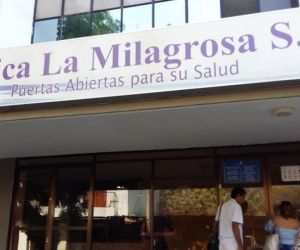 ica La Milagrosa S.
Puertas Abiertas para su Salud